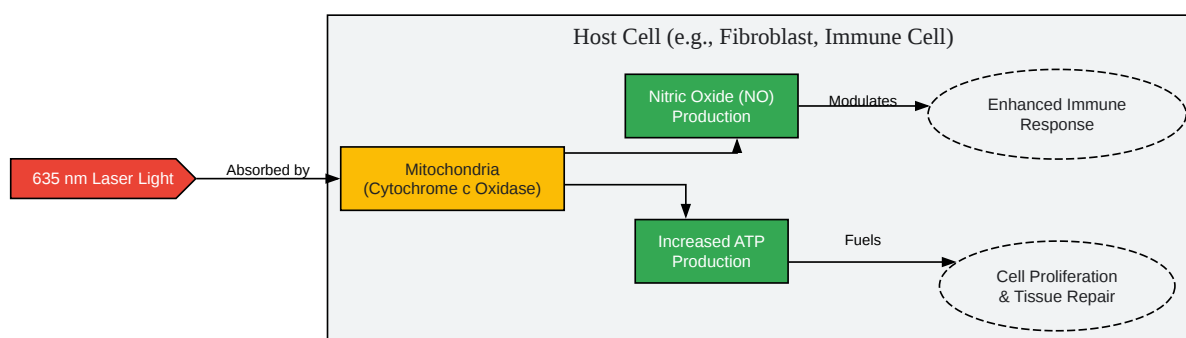 Host Cell (e.g., Fibroblast, Immune Cell)
635 nm Laser Light
Absorbed by
Mitochondria
(Cytochrome c Oxidase)
Nitric Oxide (NO)
Production
Modulates
Enhanced Immune
Response
Increased ATP
Production
Fuels
Cell Proliferation
& Tissue Repair